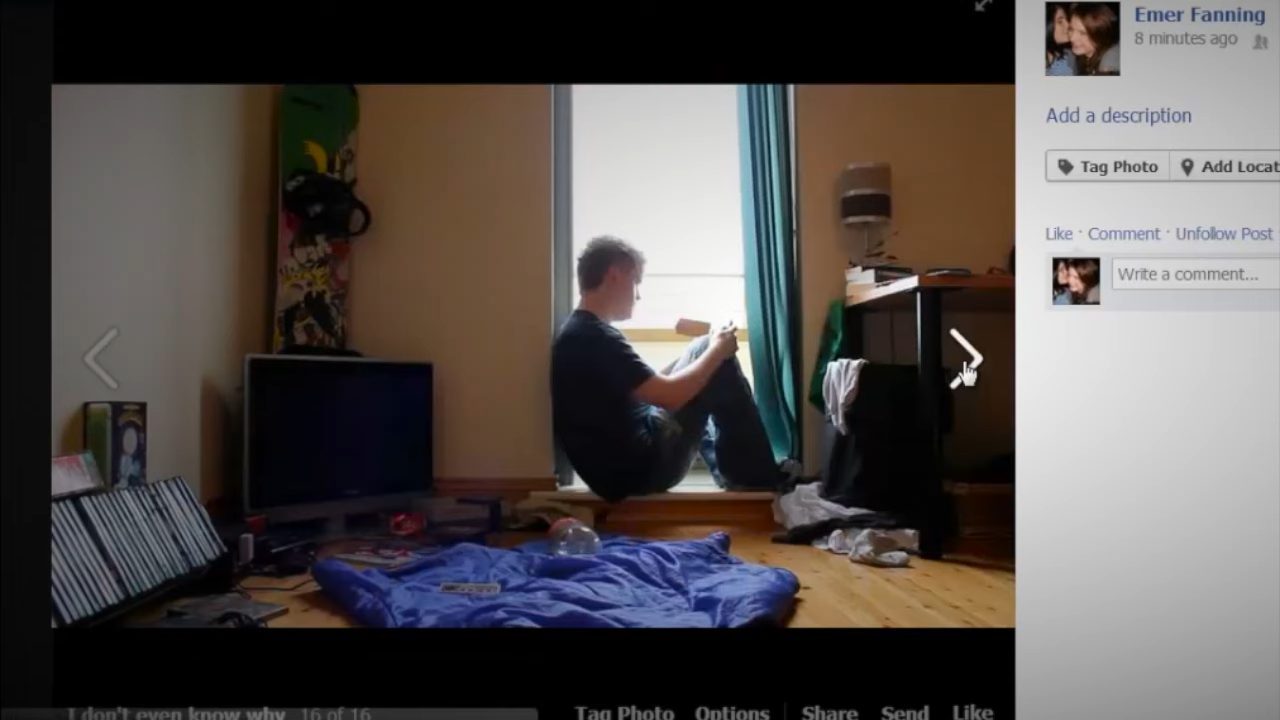 Emer Fanning
8 minutes ago
Add a description
Tag Photo Add Locat
Like · Comment · Unfollow Post
Write a comment...
I don't even know why 16 of 16
Tag Photo Options Share Send Like